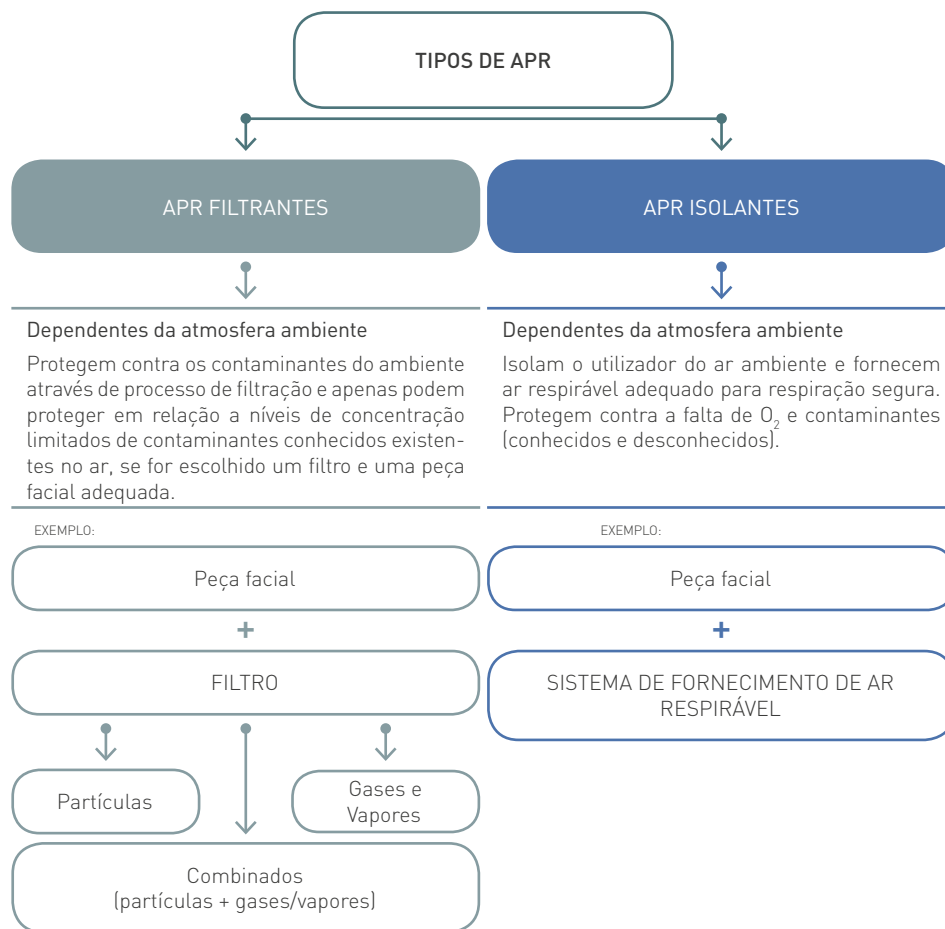 TIPOS DE APR
APR FILTRANTES
Dependentes da atmosfera ambiente
Protegem contra os contaminantes do ambiente
através de processo de filtração e apenas podem
proteger em relação a níveis de concentração
limitados de contaminantes conhecidos existen-
tes no ar, se for escolhido um filtro e uma peça
facial adequada.
EXEMPLO:
Peça facial
+
FILTRO
Partículas
Gases e
Vapores
Combinados
(partículas + gases/vapores)
APR ISOLANTES
Dependentes da atmosfera ambiente
Isolam o utilizador do ar ambiente e fornecem
ar respirável adequado para respiração segura.
Protegem contra a falta de O₂ e contaminantes
(conhecidos e desconhecidos).
EXEMPLO:
Peça facial
+
SISTEMA DE FORNECIMENTO DE AR
RESPIRÁVEL